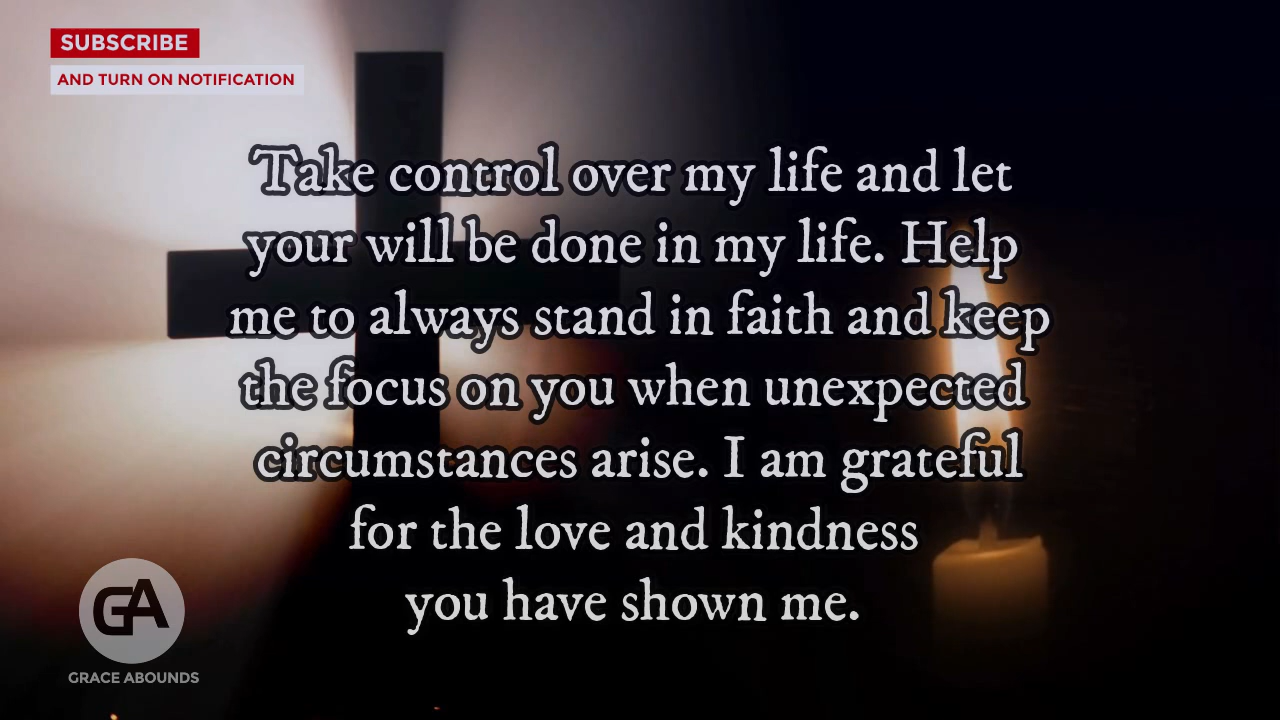 SUBSCRIBE
AND TURN ON NOTIFICATION
Take control over my life and let
your will be done in my life. Help
me to always stand in faith and keep
the focus on you when unexpected
circumstances arise. I am grateful
for the love and kindness
you have shown me.
GA
GRACE ABOUNDS